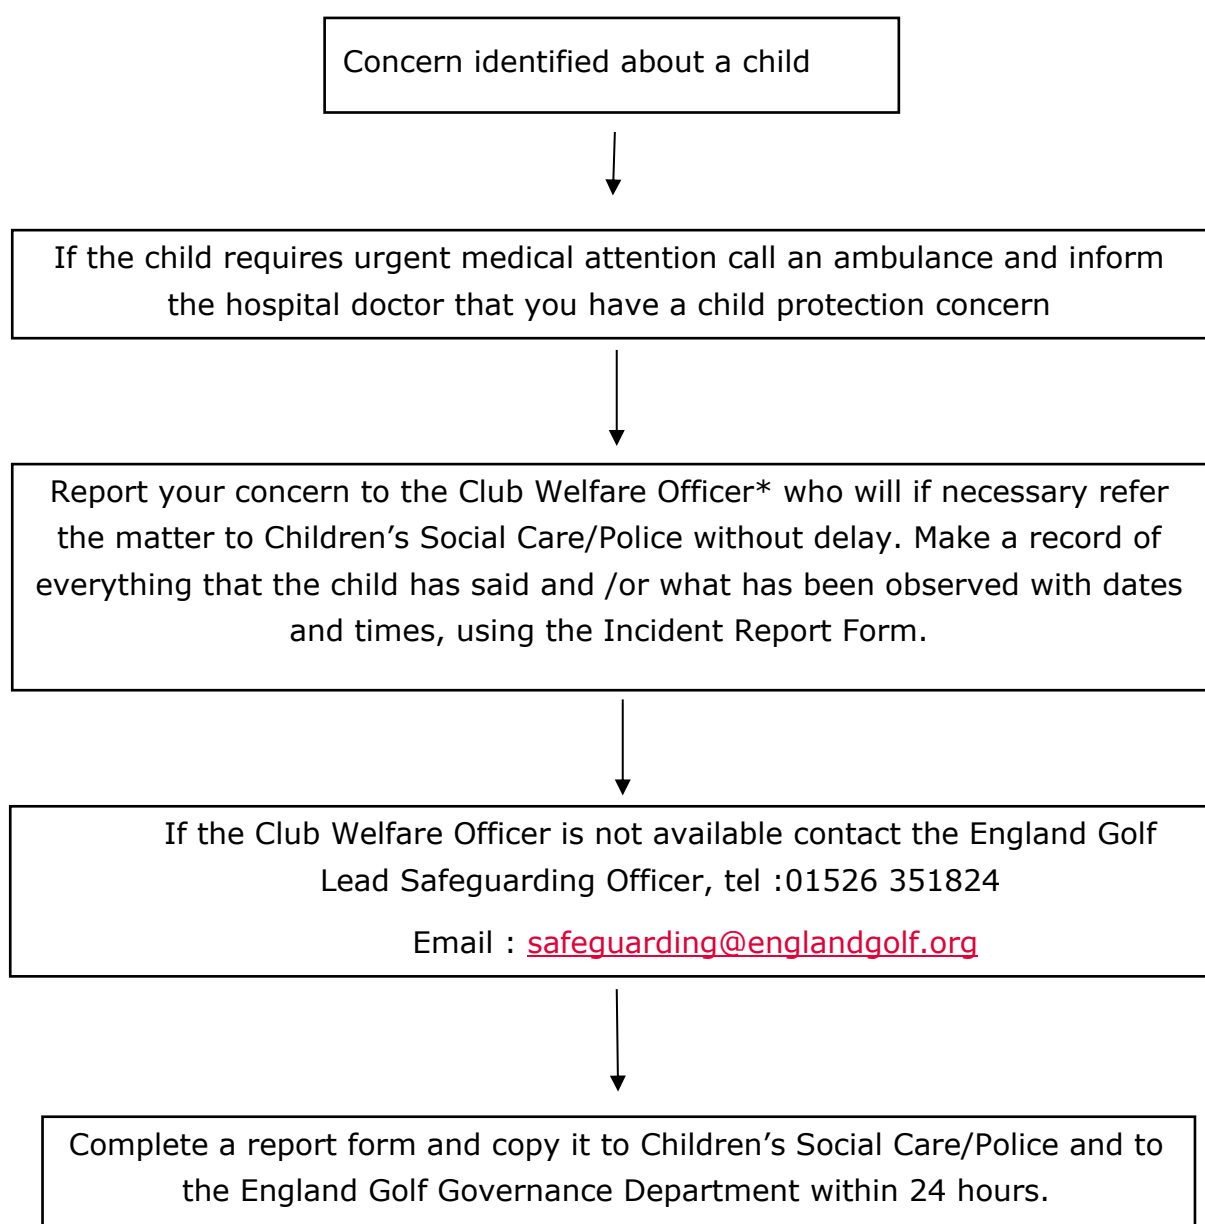 Concern identified about a child
If the child requires urgent medical attention call an ambulance and inform
the hospital doctor that you have a child protection concern
Report your concern to the Club Welfare Officer* who will if necessary refer
the matter to Children’s Social Care/Police without delay. Make a record of
everything that the child has said and /or what has been observed with dates
and times, using the Incident Report Form.
If the Club Welfare Officer is not available contact the England Golf
Lead Safeguarding Officer, tel :01526 351824
Email : safeguarding@englandgolf.org
Complete a report form and copy it to Children’s Social Care/Police and to
the England Golf Governance Department within 24 hours.